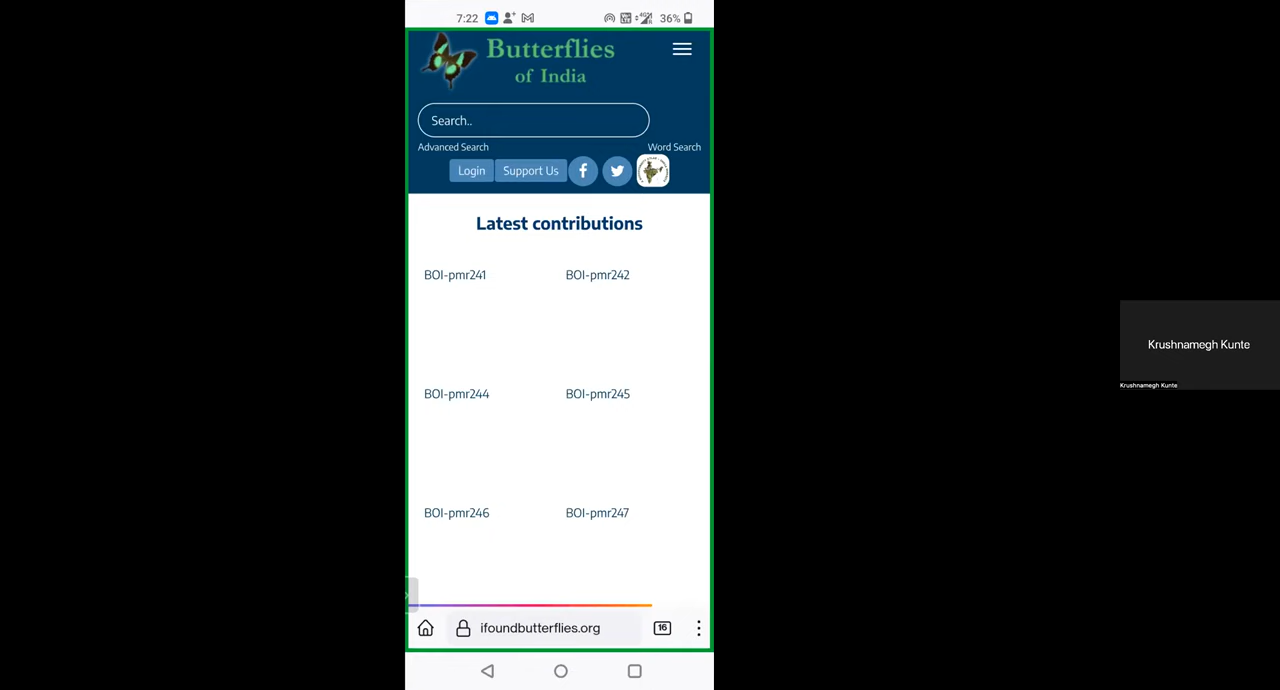 7:22
36%
Butterflies
of India
Search..
Advanced Search
Word Search
Login
Support Us
Latest contributions
BOI-pmr241
BOI-pmr242
BOI-pmr244
BOI-pmr245
BOI-pmr246
BOI-pmr247
ifoundbutterflies.org
16
Krushnamegh Kunte
Krushnamegh Kunte